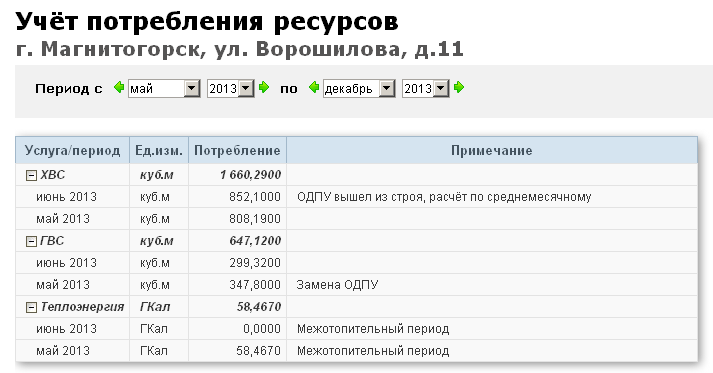 Учёт потребления ресурсов
г. Магнитогорск, ул. Ворошилова, д.11
Период с май 2013 по декабрь 2013
Услуга/период Ед.изм. Потребление Примечание
ХВС куб.м 1 660,2900
июнь 2013 куб.м 852,1000 ОДПУ вышел из строя, расчёт по среднемесячному
май 2013 куб.м 808,1900
ГВС куб.м 647,1200
июнь 2013 куб.м 299,3200
май 2013 куб.м 347,8000 Замена ОДПУ
Теплоэнергия ГКал 58,4670
июнь 2013 ГКал 0,0000 Межотопительный период
май 2013 ГКал 58,4670 Межотопительный период